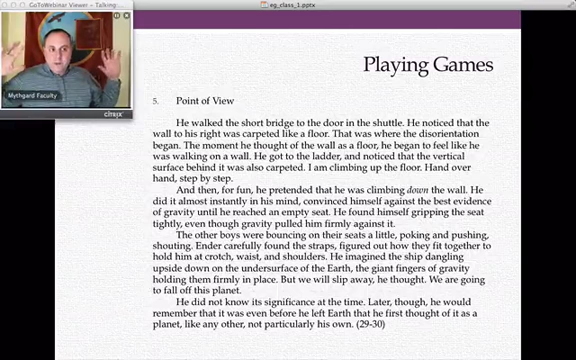 GoToWebinar Viewer - Talking:
eg_class_1.pptx
Mythgard Faculty
citrix
Playing Games
5. Point of View
He walked the short bridge to the door in the shuttle. He noticed that the
wall to his right was carpeted like a floor. That was where the disorientation
began. The moment he thought of the wall as a floor, he began to feel like he
was walking on a wall. He got to the ladder, and noticed that the vertical
surface behind it was also carpeted. I am climbing up the floor. Hand over
hand, step by step.
And then, for fun, he pretended that he was climbing down the wall. He
did it almost instantly in his mind, convinced himself against the best evidence
of gravity until he reached an empty seat. He found himself gripping the seat
tightly, even though gravity pulled him firmly against it.
The other boys were bouncing on their seats a little, poking and pushing,
shouting. Ender carefully found the straps, figured out how they fit together to
hold him at crotch, waist, and shoulders. He imagined the ship dangling
upside down on the undersurface of the Earth, the giant fingers of gravity
holding them firmly in place. But we will slip away, he thought. We are going
to fall off this planet.
He did not know its significance at the time. Later, though, he would
remember that it was even before he left Earth that he first thought of it as a
planet, like any other, not particularly his own. (29-30)